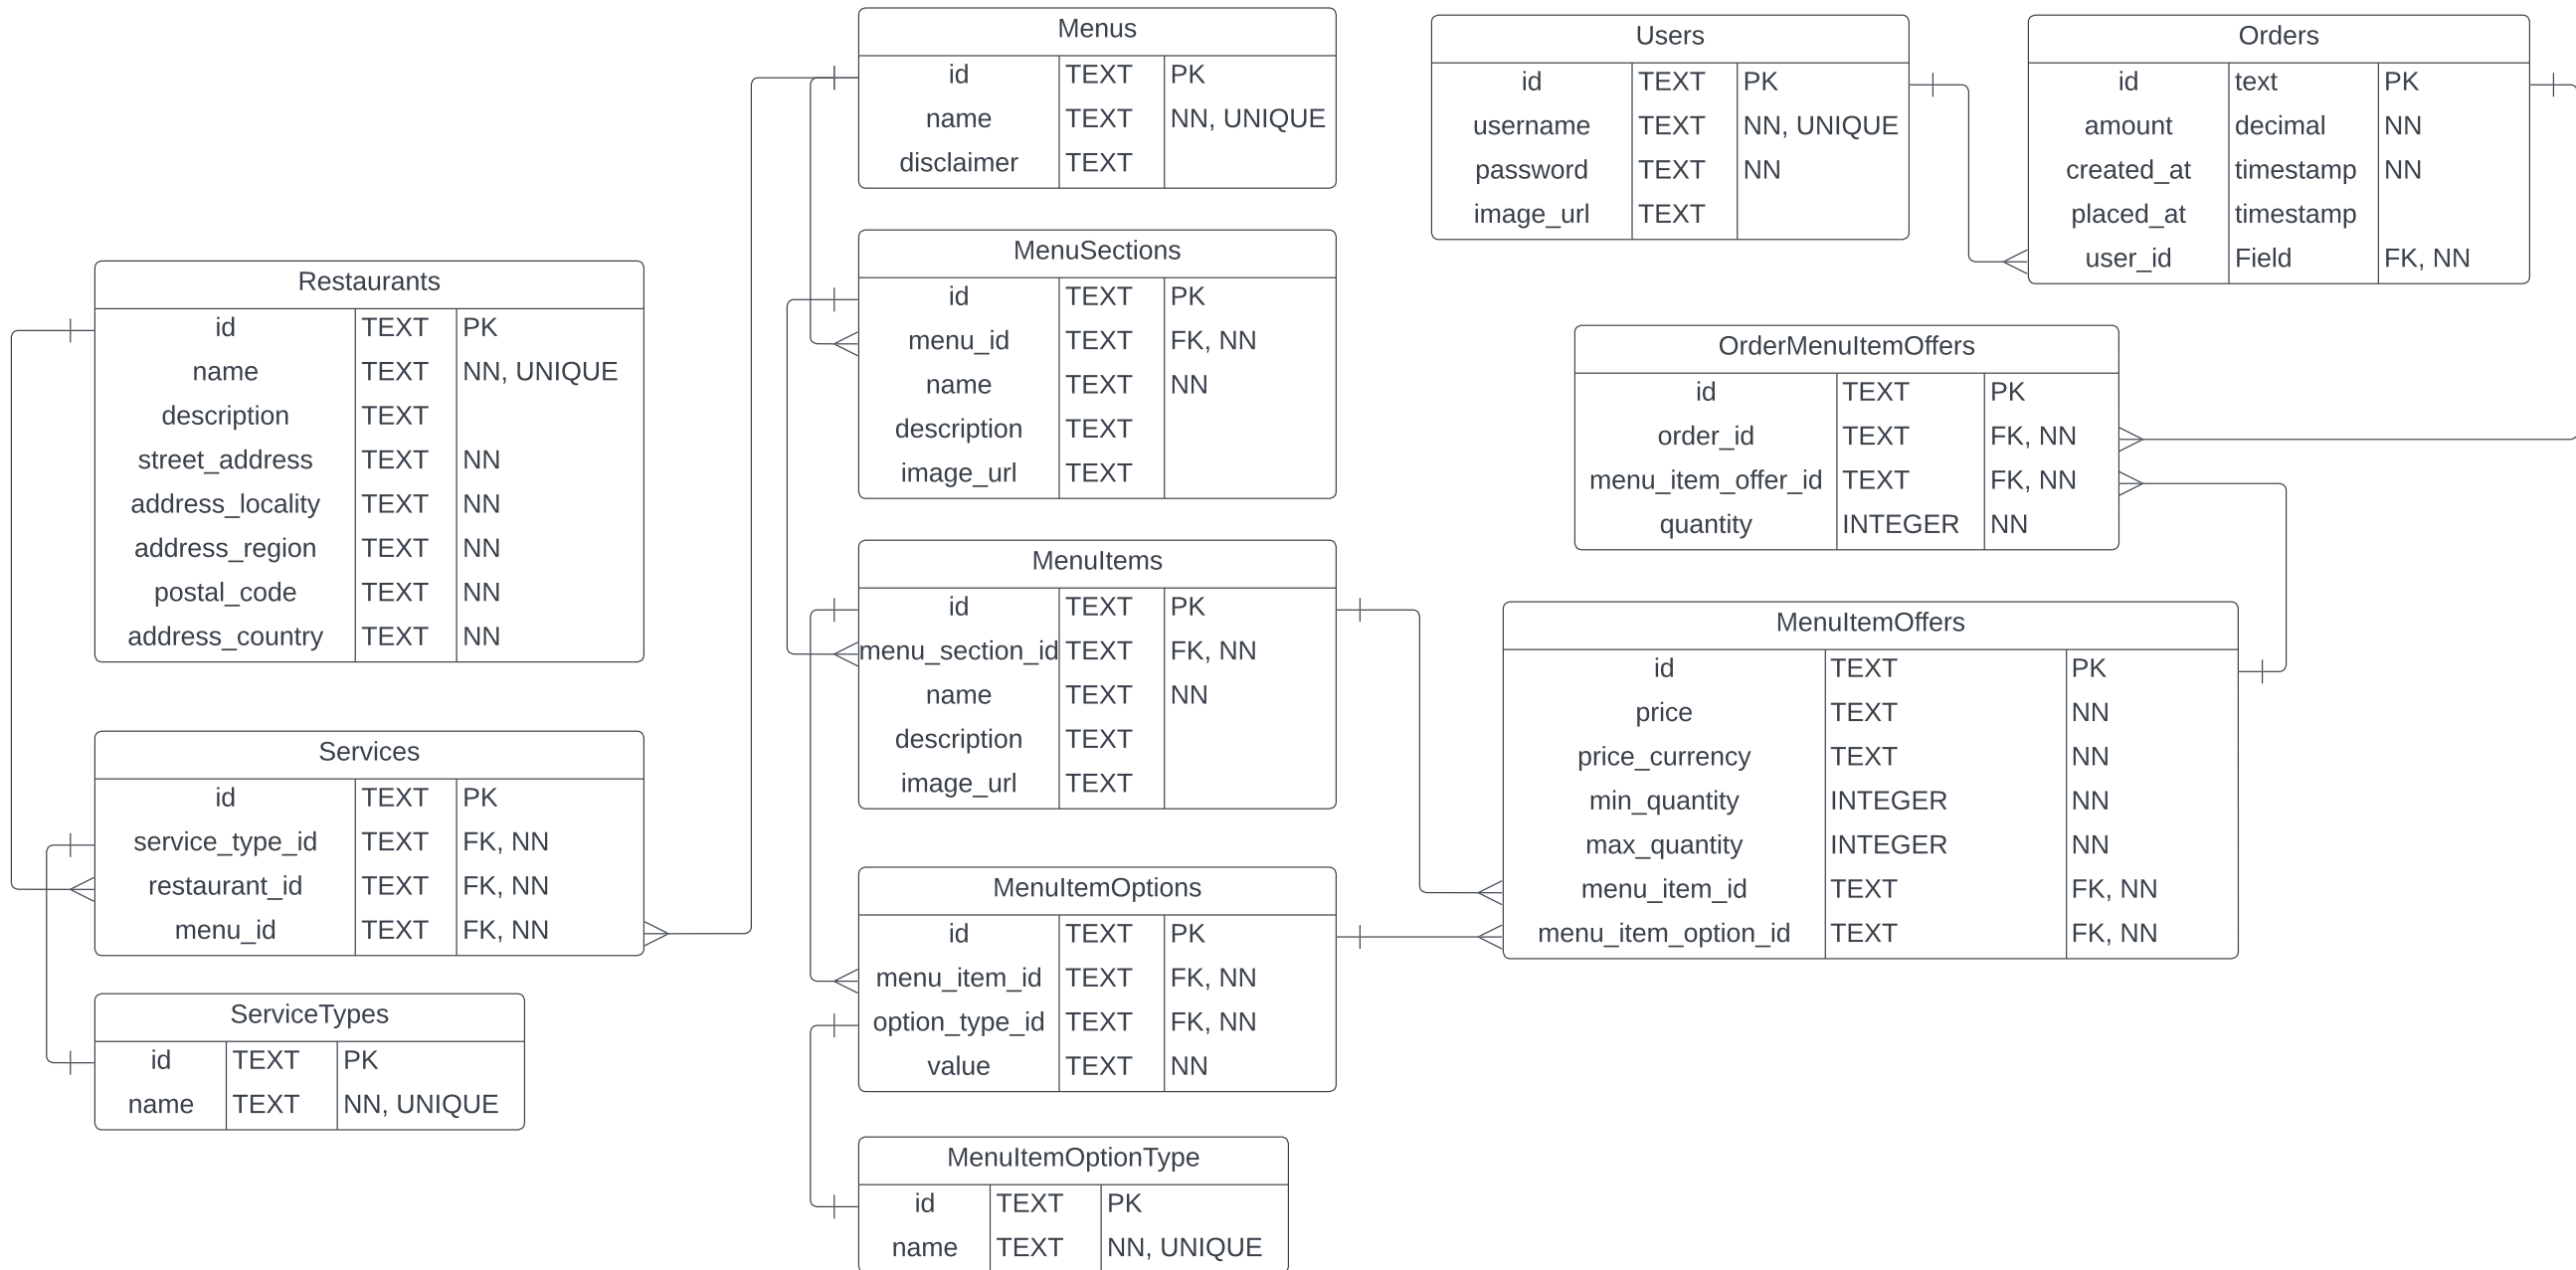 Menus
id TEXT PK
name TEXT NN, UNIQUE
disclaimer TEXT
Users
id TEXT PK
username TEXT NN, UNIQUE
password TEXT NN
image_url TEXT
Orders
id text PK
amount decimal NN
created_at timestamp NN
placed_at timestamp
user_id Field FK, NN
Restaurants
id TEXT PK
name TEXT NN, UNIQUE
description TEXT
street_address TEXT NN
address_locality TEXT NN
address_region TEXT NN
postal_code TEXT NN
address_country TEXT NN
MenuSections
id TEXT PK
menu_id TEXT FK, NN
name TEXT NN
description TEXT
image_url TEXT
OrderMenuItemOffers
id TEXT PK
order_id TEXT FK, NN
menu_item_offer_id TEXT FK, NN
quantity INTEGER NN
MenuItems
id TEXT PK
menu_section_id TEXT FK, NN
name TEXT NN
description TEXT
image_url TEXT
MenuItemOffers
id TEXT PK
price TEXT NN
price_currency TEXT NN
min_quantity INTEGER NN
max_quantity INTEGER NN
menu_item_id TEXT FK, NN
menu_item_option_id TEXT FK, NN
Services
id TEXT PK
service_type_id TEXT FK, NN
restaurant_id TEXT FK, NN
menu_id TEXT FK, NN
MenuItemOptions
id TEXT PK
menu_item_id TEXT FK, NN
option_type_id TEXT FK, NN
value TEXT NN
ServiceTypes
id TEXT PK
name TEXT NN, UNIQUE
MenuItemOptionType
id TEXT PK
name TEXT NN, UNIQUE